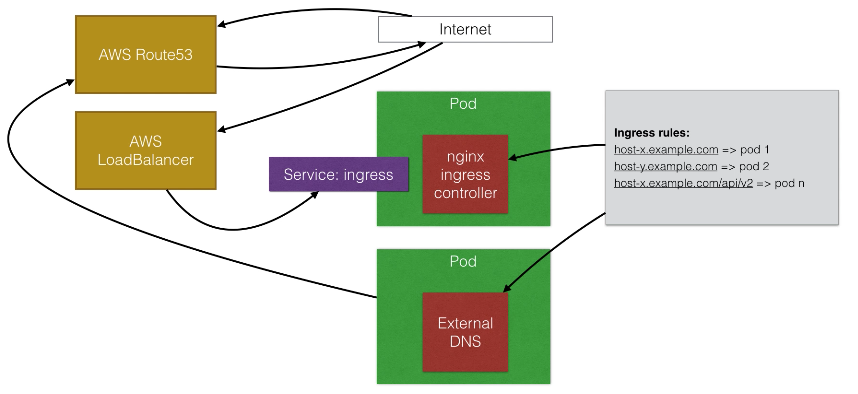 Internet
AWS Route53
AWS
LoadBalancer
Pod
nginx
ingress
controller
Service: ingress
Ingress rules:
host-x.example.com => pod 1
host-y.example.com => pod 2
host-x.example.com/api/v2 => pod n
Pod
External
DNS